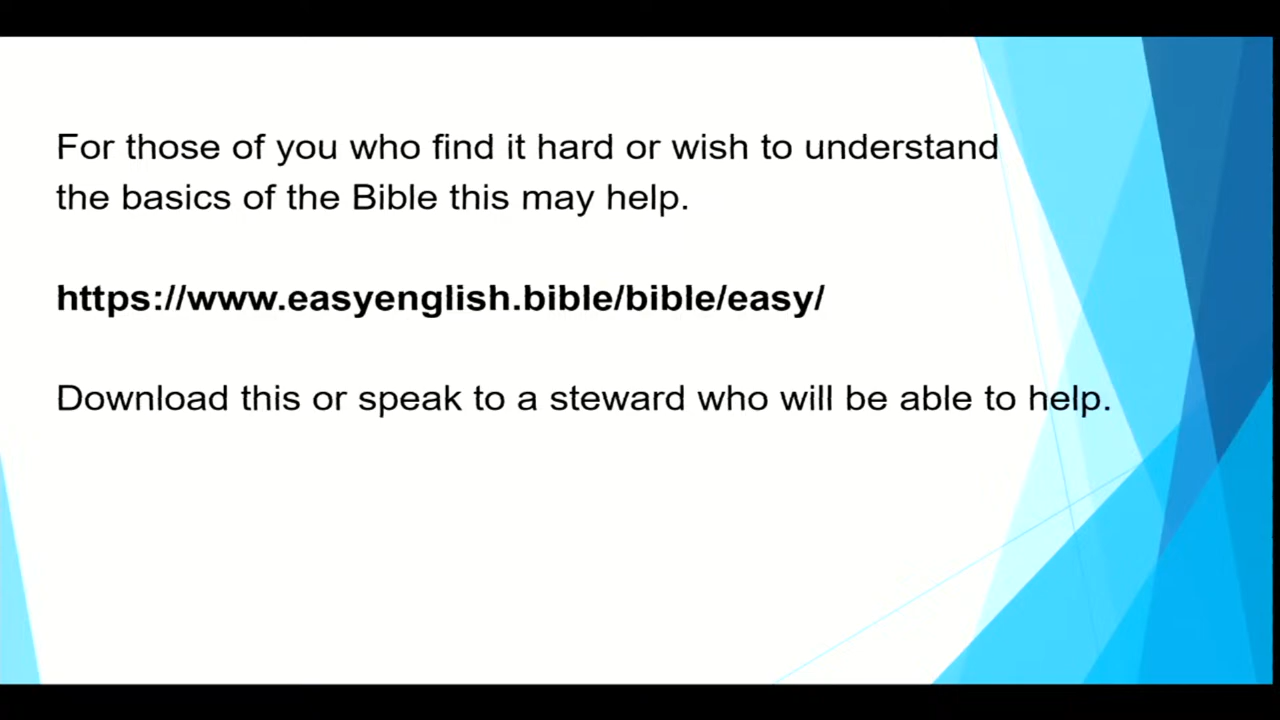 For those of you who find it hard or wish to understand
the basics of the Bible this may help.
https://www.easyenglish.bible/bible/easy/
Download this or speak to a steward who will be able to help.